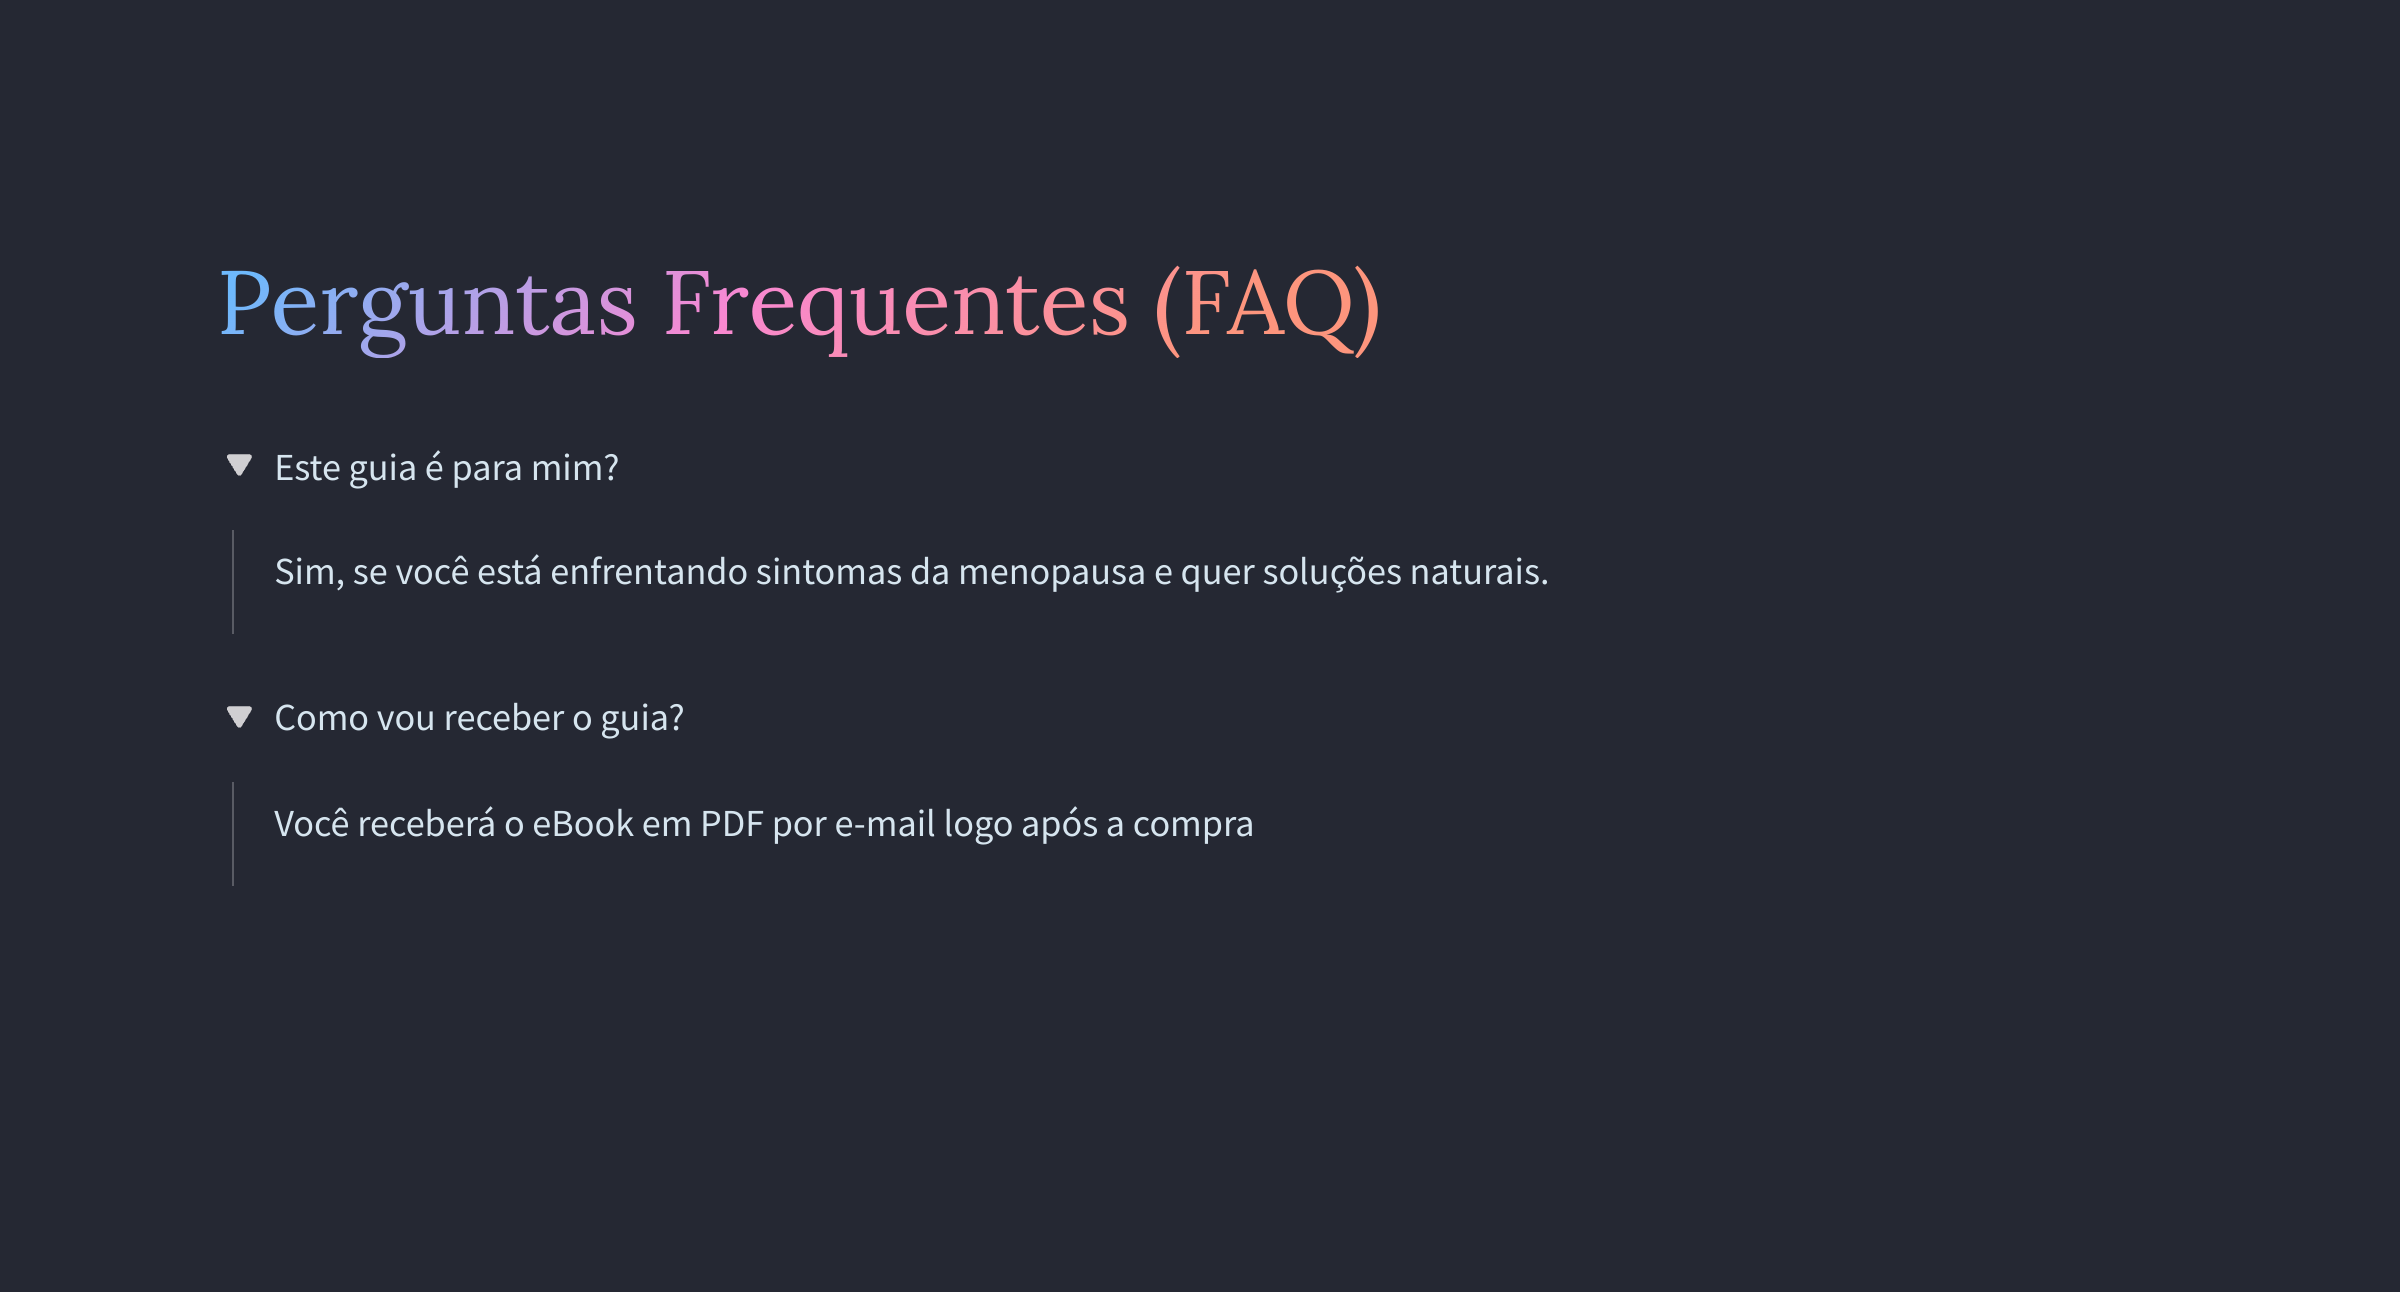 Perguntas Frequentes (FAQ)
Este guia é para mim?
Sim, se você está enfrentando sintomas da menopausa e quer soluções naturais.
Como vou receber o guia?
Você receberá o eBook em PDF por e-mail logo após a compra